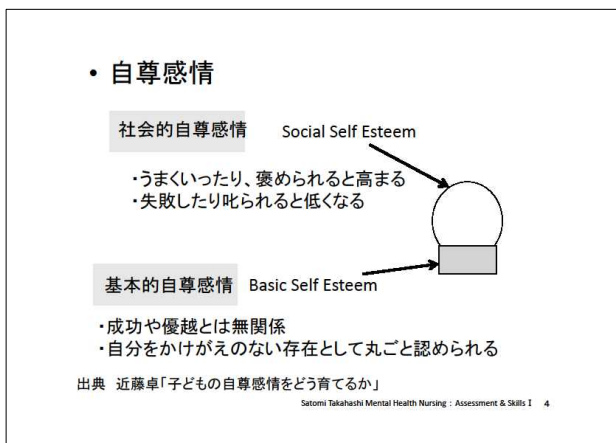 • 自尊感情
社会的自尊感情 Social Self Esteem
・うまくいったり、褒められると高まる
・失敗したり叱られると低くなる
基本的自尊感情 Basic Self Esteem
・成功や優越とは無関係
・自分をかけがえのない存在として丸ごと認められる
出典 近藤卓「子どもの自尊感情をどう育てるか」
Satomi Takahashi Mental Health Nursing : Assessment & Skills I 4